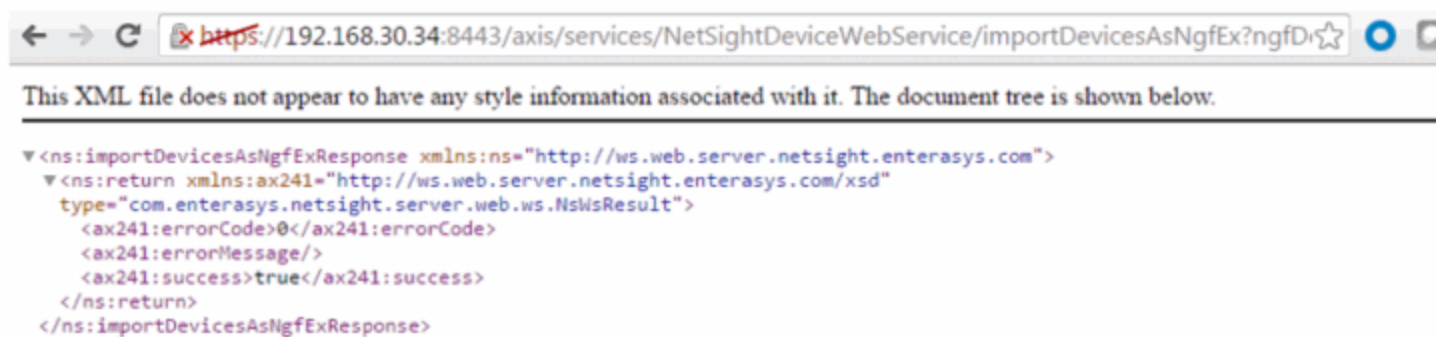 https://192.168.30.34:8443/axis/services/NetSightDeviceWebService/importDevicesAsNgfEx?ngfD
This XML file does not appear to have any style information associated with it. The document tree is shown below.
▼<ns:importDevicesAsNgfExResponse xmlns:ns="http://ws.web.server.netsight.enterasys.com">
▼<ns:return xmlns:ax241="http://ws.web.server.netsight.enterasys.com/xsd"
type="com.enterasys.netsight.server.web.ws.NsWsResult">
<ax241:errorCode>0</ax241:errorCode>
<ax241:errorMessage/>
<ax241:success>true</ax241:success>
</ns:return>
</ns:importDevicesAsNgfExResponse>